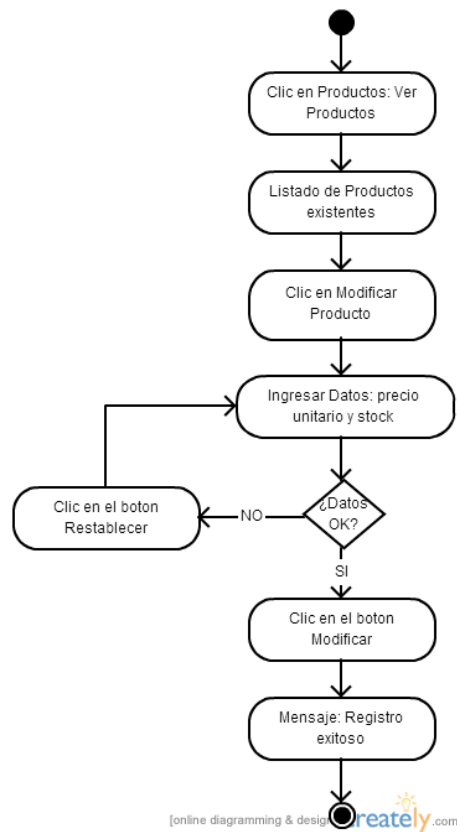 Clic en Productos: Ver
Productos
Listado de Productos
existentes
Clic en Modificar
Producto
Ingresar Datos: precio
unitario y stock
¿Datos
OK?
NO
Clic en el boton
Restablecer
SI
Clic en el boton
Modificar
Mensaje: Registro
exitoso
[online diagramming & design] creately.com